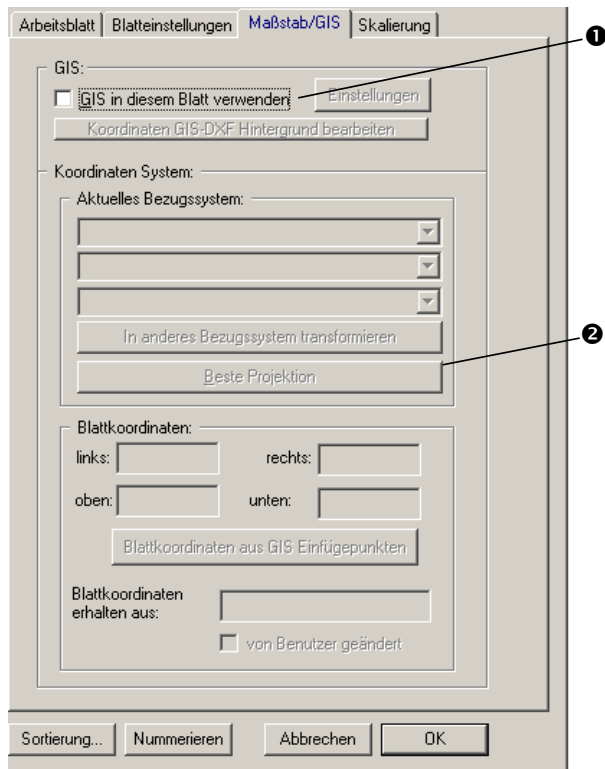 Arbeitsblatt Blatteinstellungen Maßstab/GIS Skalierung
❶
GIS:
GIS in diesem Blatt verwenden Einstellungen
Koordinaten GIS-DXF Hintergrund bearbeiten
Koordinaten System:
Aktuelles Bezugssystem:
In anderes Bezugssystem transformieren
❷
Beste Projektion
Blattkoordinaten:
links: rechts:
oben: unten:
Blattkoordinaten aus GIS Einfügepunkten
Blattkoordinaten
erhalten aus:
von Benutzer geändert
Sortierung... Nummerieren Abbrechen OK